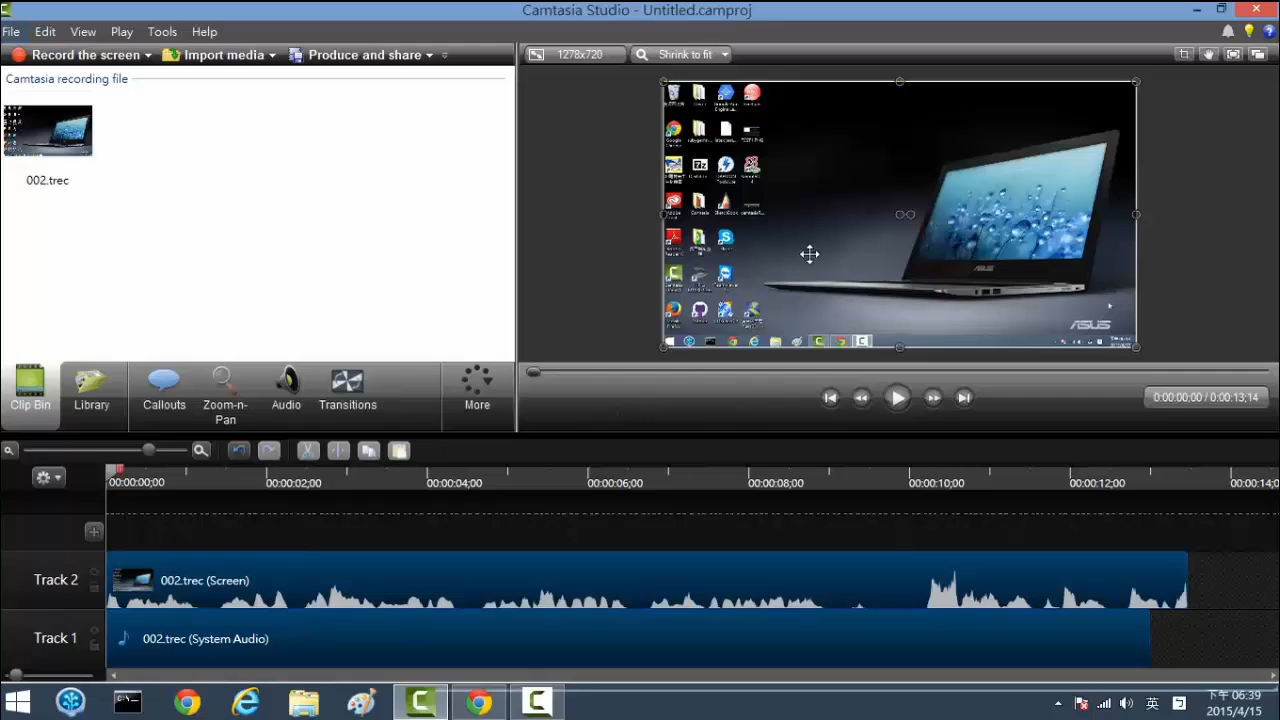 Camtasia Studio - Untitled.camproj
File Edit View Play Tools Help
Record the screen Import media Produce and share
1278x720 Shrink to fit
Camtasia recording file
002.trec
ASUS
ASUS
Clip Bin Library Callouts Zoom-n-Pan Audio Transitions More
0:00:00;00 / 0:00:13;14
00:00:00;00 00:00:02;00 00:00:04;00 00:00:06;00 00:00:08;00 00:00:10;00 00:00:12;00 00:00:14;0
Track 2 002.trec (Screen)
Track 1 002.trec (System Audio)
英
下午 06:39
2015/4/15